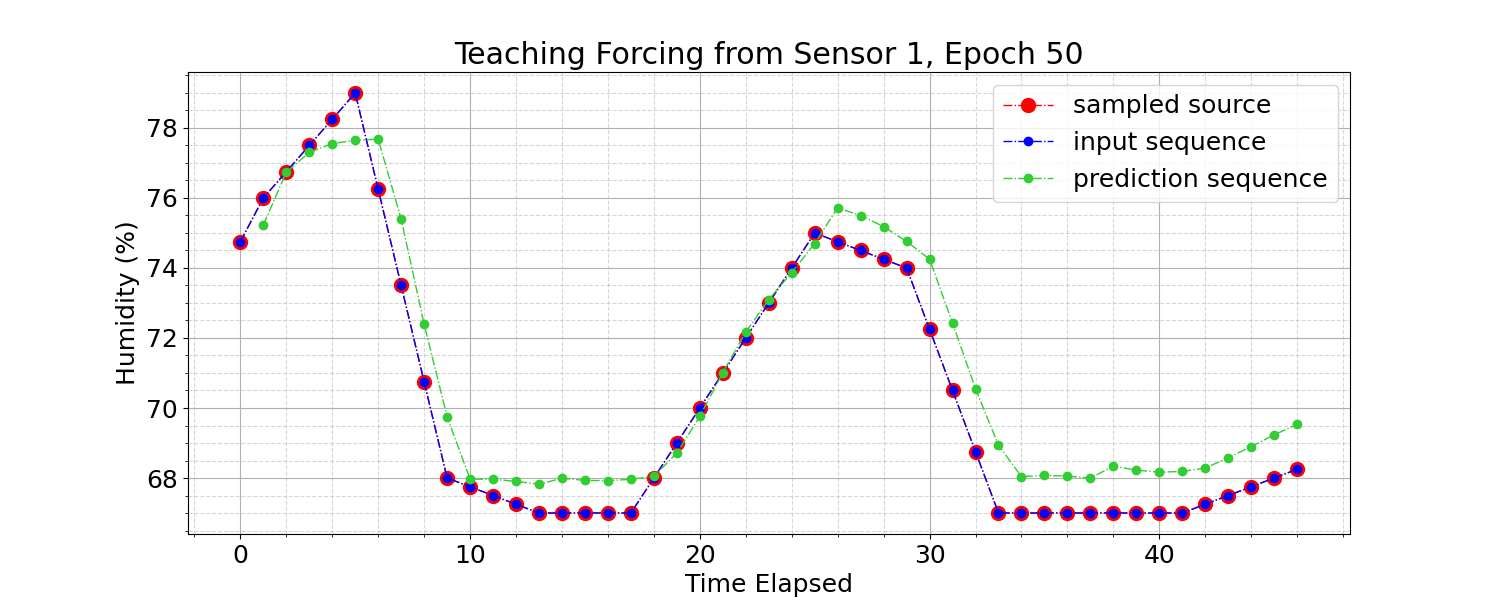 Teaching Forcing from Sensor 1, Epoch 50
sampled source
input sequence
prediction sequence
Humidity (%)
78
76
74
72
70
68
0 10 20 30 40
Time Elapsed